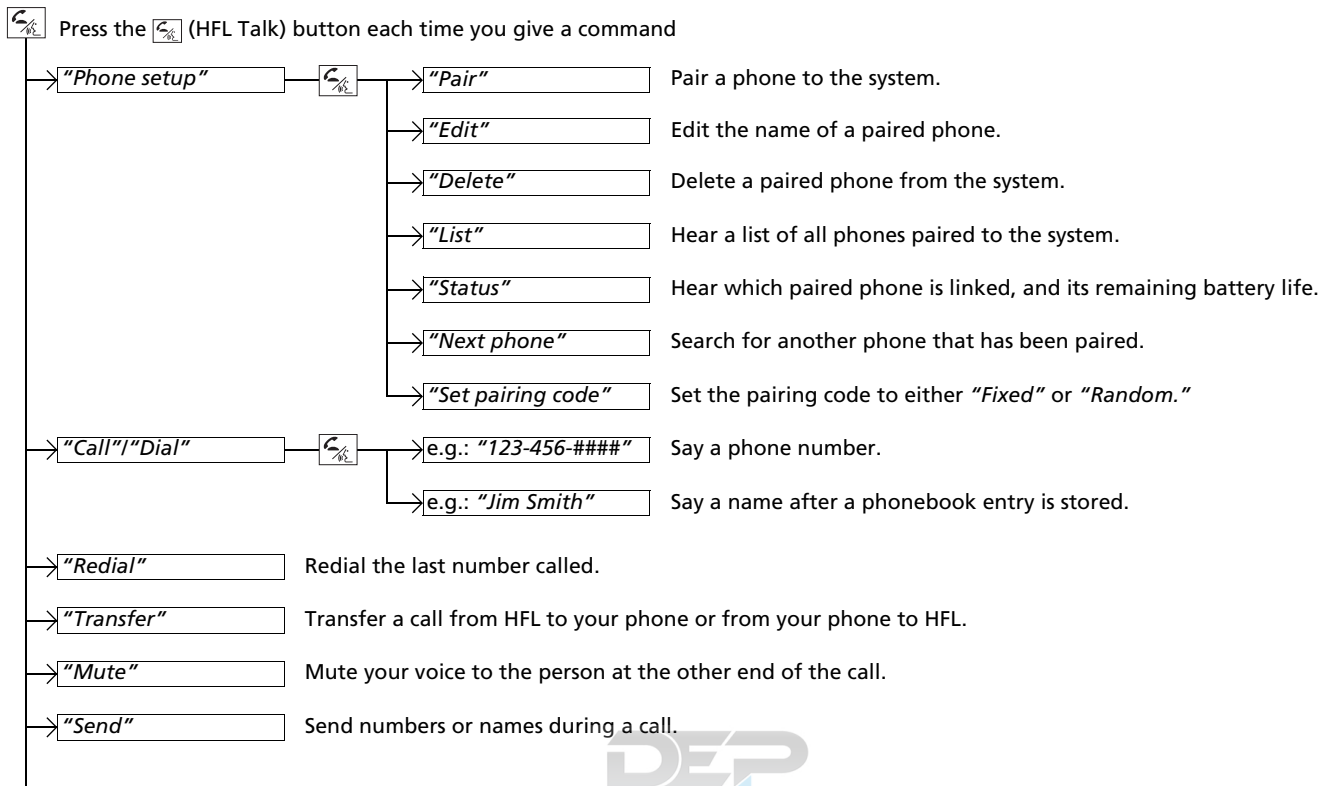 Press the (HFL Talk) button each time you give a command
"Phone setup" "Pair" Pair a phone to the system.
"Edit" Edit the name of a paired phone.
"Delete" Delete a paired phone from the system.
"List" Hear a list of all phones paired to the system.
"Status" Hear which paired phone is linked, and its remaining battery life.
"Next phone" Search for another phone that has been paired.
"Set pairing code" Set the pairing code to either "Fixed" or "Random."
"Call"/"Dial" e.g.: "123-456-####" Say a phone number.
e.g.: "Jim Smith" Say a name after a phonebook entry is stored.
"Redial" Redial the last number called.
"Transfer" Transfer a call from HFL to your phone or from your phone to HFL.
"Mute" Mute your voice to the person at the other end of the call.
"Send" Send numbers or names during a call.
DEP